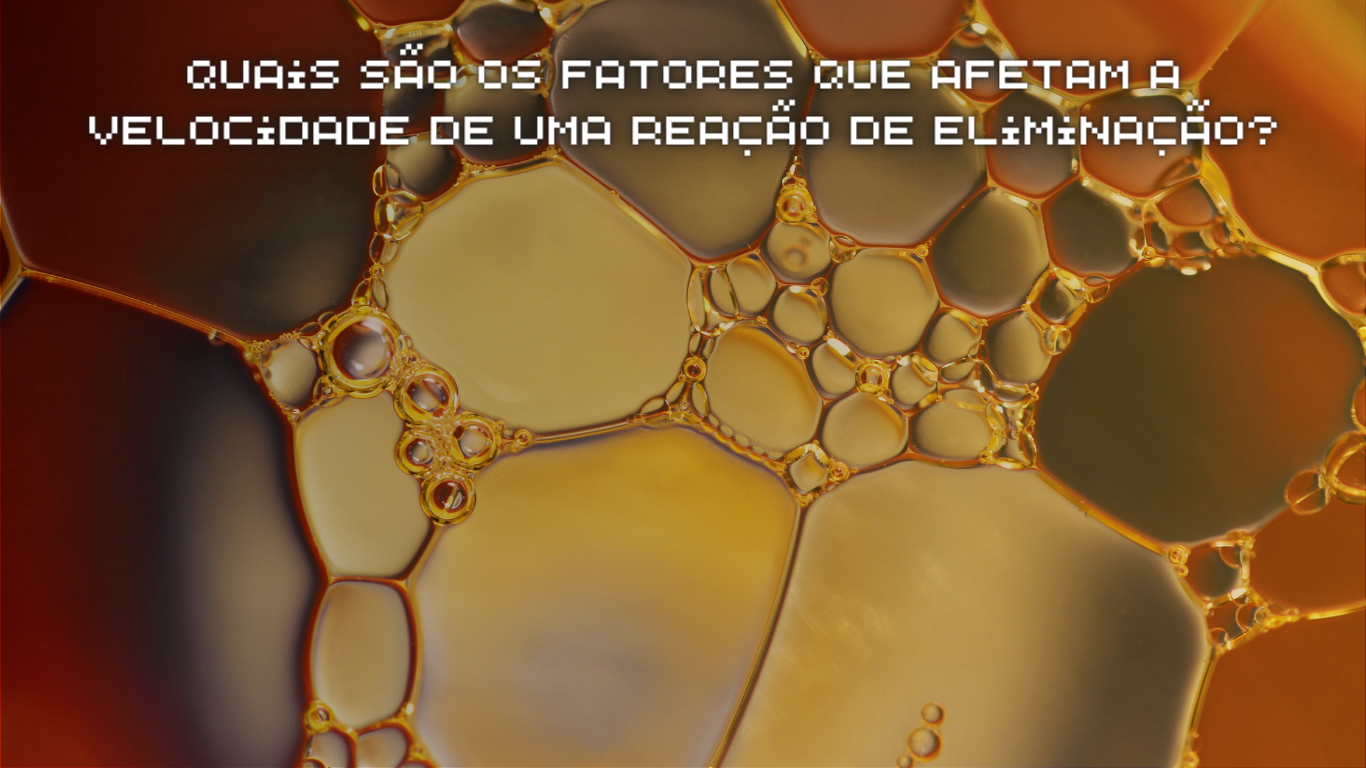 QUAIS SÃO OS FATORES QUE AFETAM A
VELOCIDADE DE UMA REAÇÃO DE ELIMINAÇÃO?